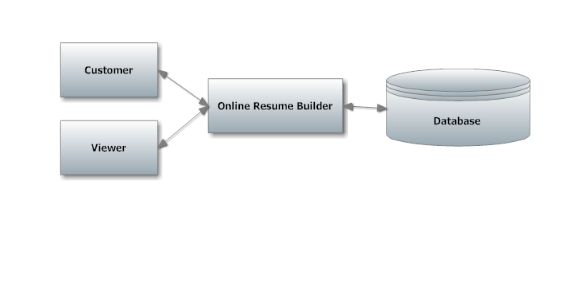 Customer
Online Resume Builder
Viewer
Database